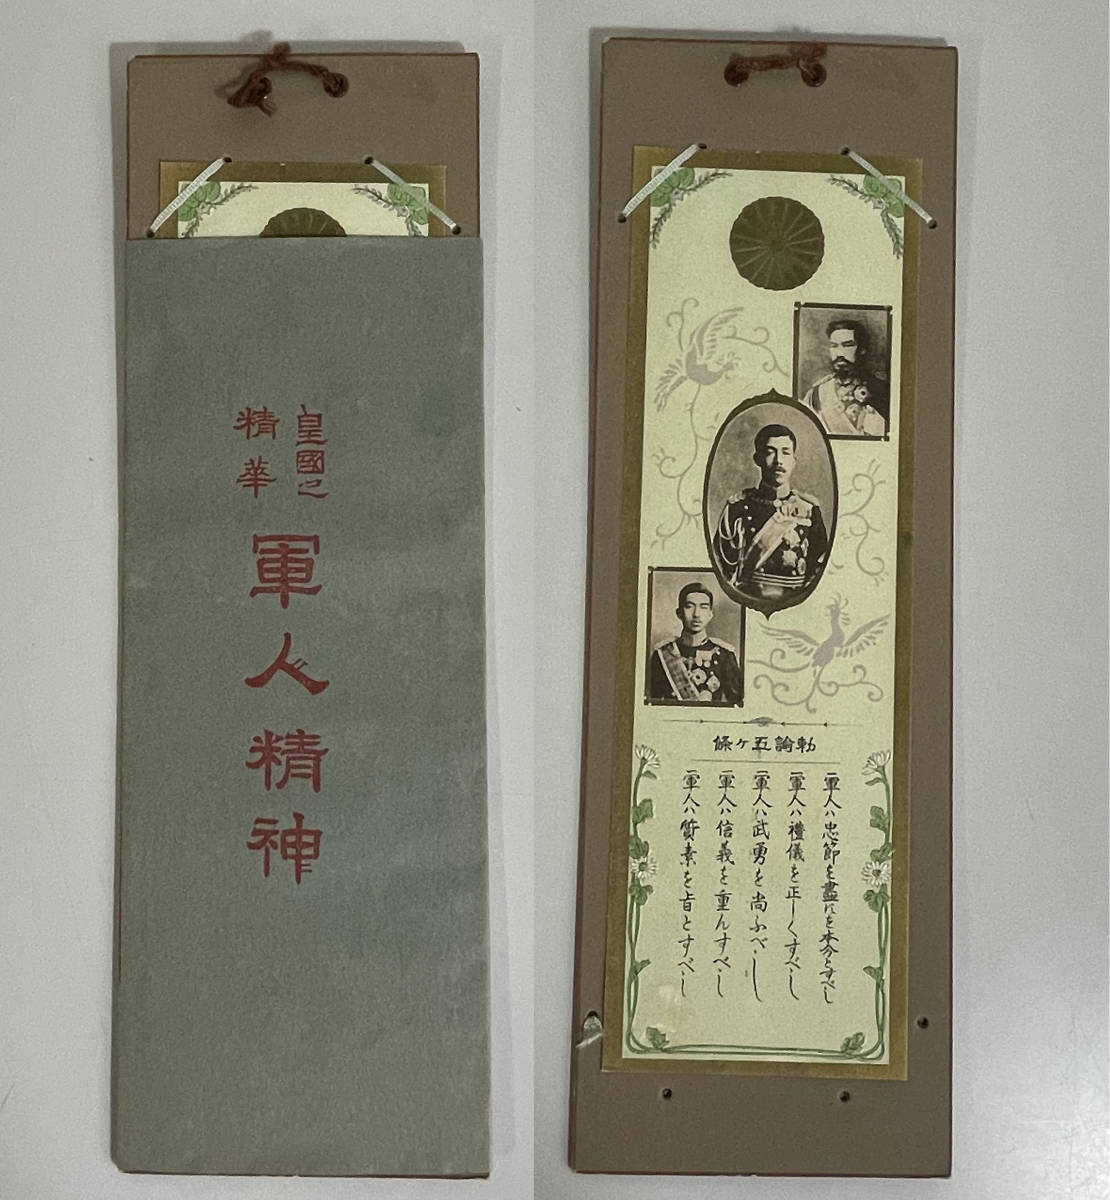 皇國之
精華
軍人精神
勅諭五ヶ條
一軍人ハ忠節を盡にを本分とすべし
一軍人ハ禮儀を正しくすべし
一軍人ハ武勇を尚ふべし
一軍人ハ信義を重んすべし
一軍人ハ質素を旨とすべし